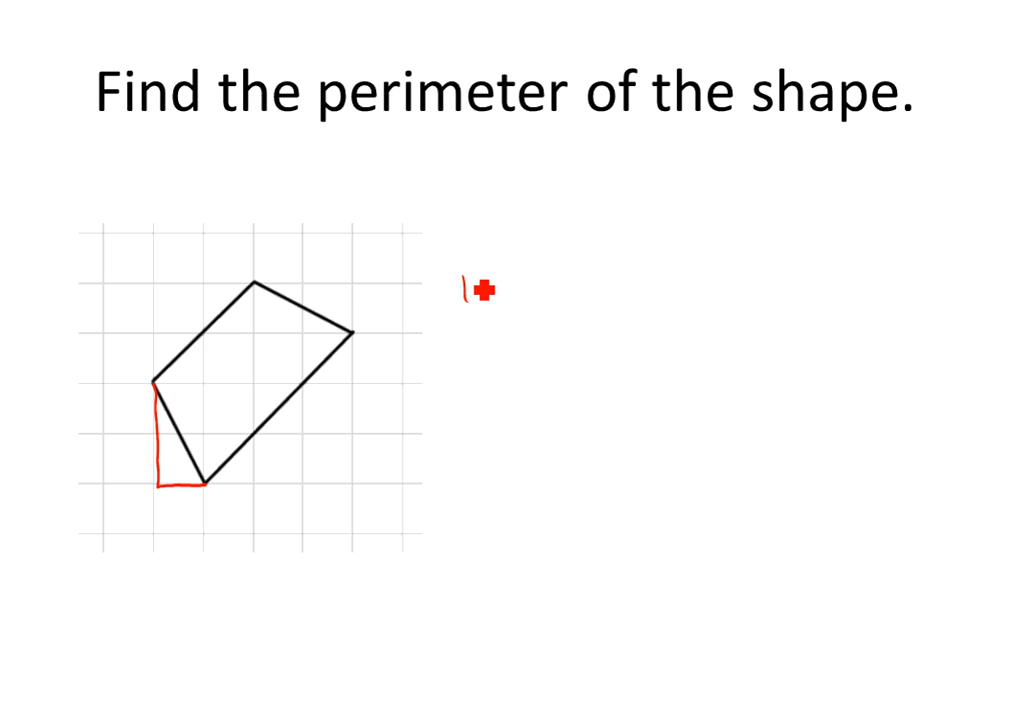 Find the perimeter of the shape.
1